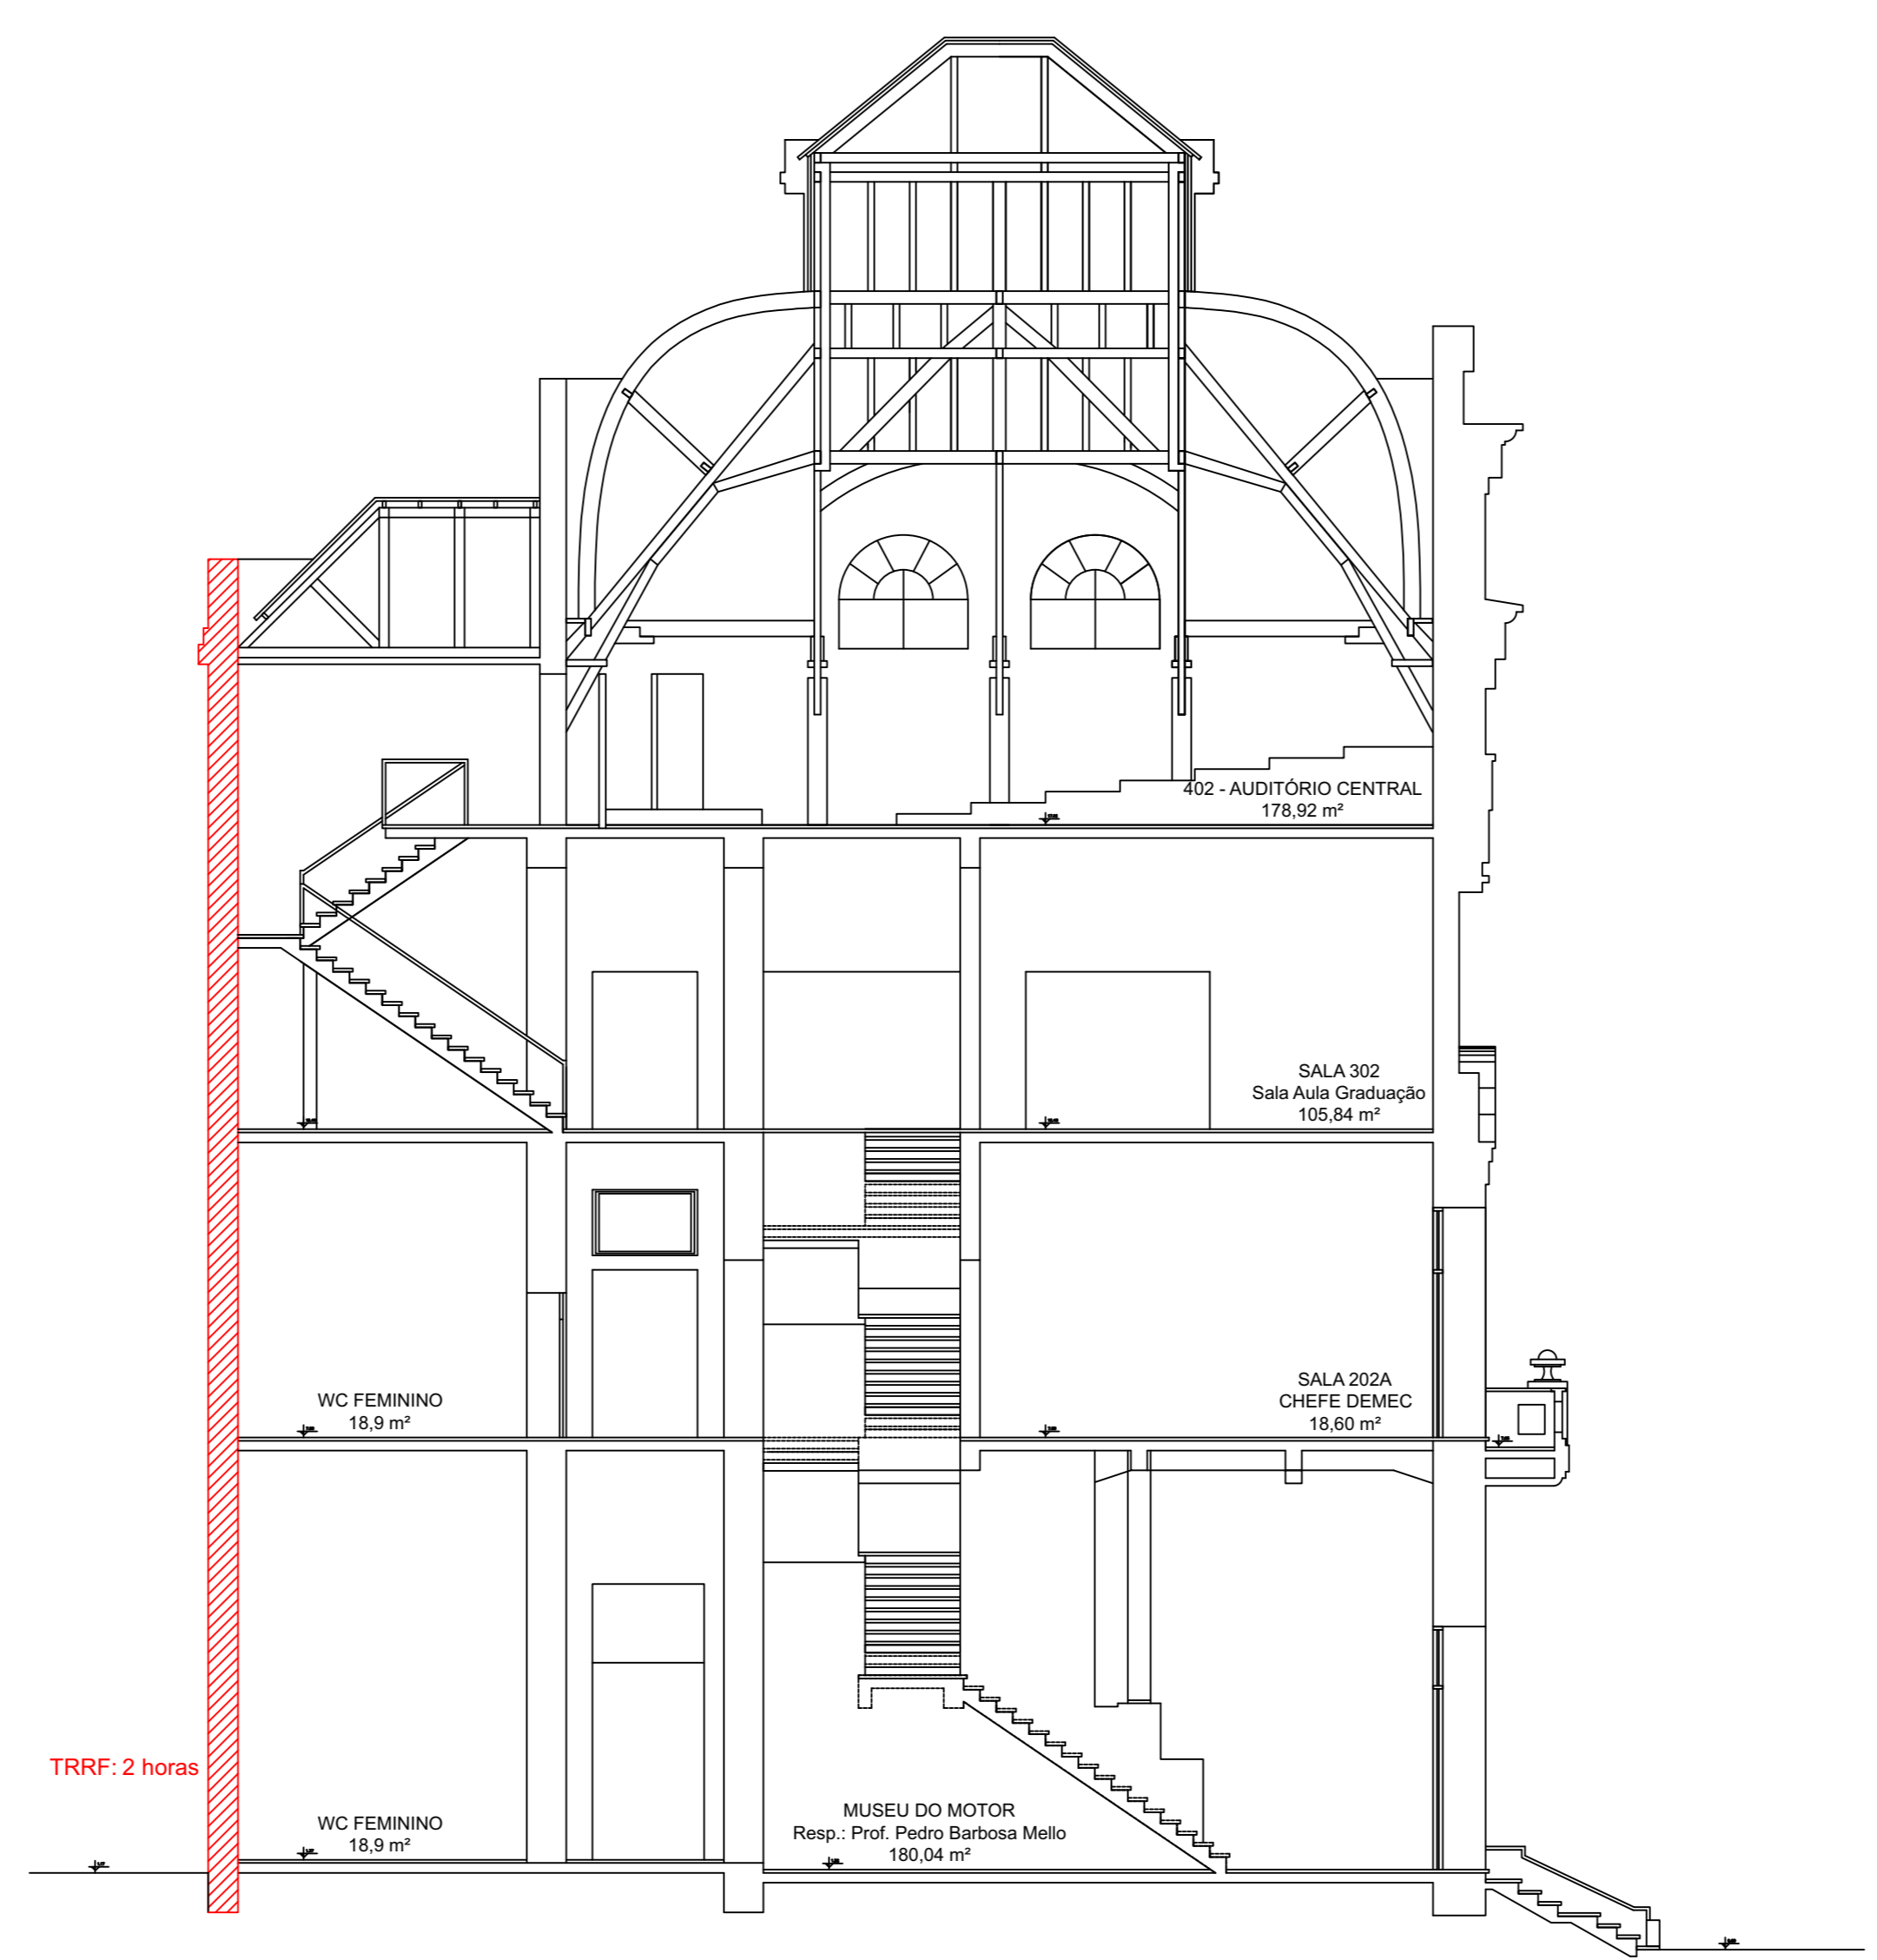 402 - AUDITÓRIO CENTRAL
178,92 m²
SALA 302
Sala Aula Graduação
105,84 m²
WC FEMININO
18,9 m²
SALA 202A
CHEFE DEMEC
18,60 m²
TRRF: 2 horas
WC FEMININO
18,9 m²
MUSEU DO MOTOR
Resp.: Prof. Pedro Barbosa Mello
180,04 m²